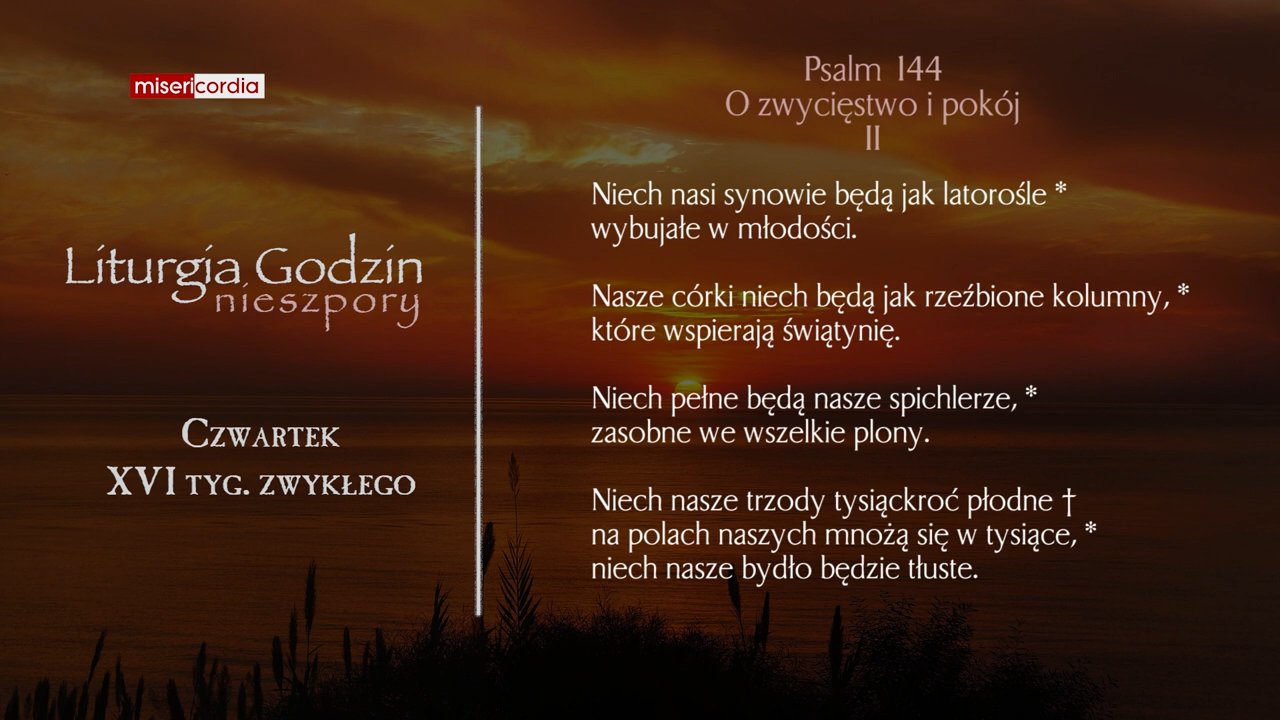 misericordia
Liturgia Godzin
nieszpory
Czwartek
XVI tyg. zwykłego
Psalm 144
O zwycięstwo i pokój
II
Niech nasi synowie będą jak latorośle *
wybujałe w młodości.
Nasze córki niech będą jak rzeźbione kolumny, *
które wspierają świątynię.
Niech pełne będą nasze spichlerze, *
zasobne we wszelkie plony.
Niech nasze trzody tysiąckroć płodne †
na polach naszych mnożą się w tysiące, *
niech nasze bydło będzie tłuste.